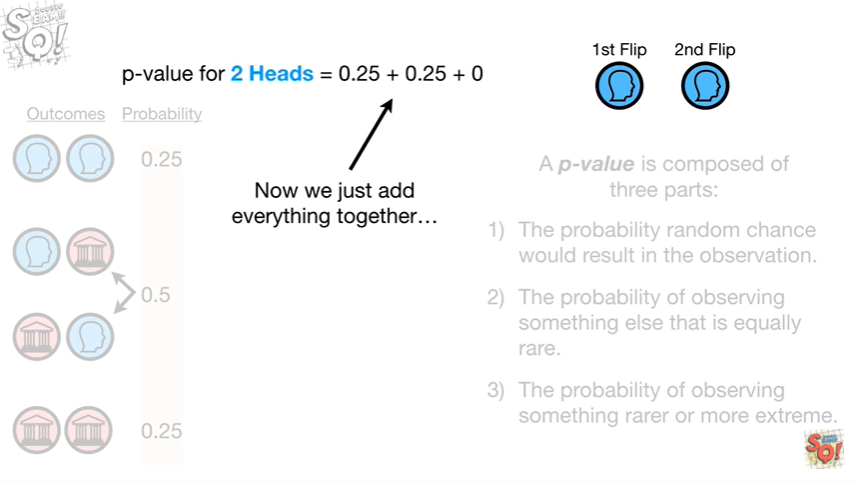 SQ!
p-value for 2 Heads = 0.25 + 0.25 + 0
1st Flip
2nd Flip
Outcomes
Probability
0.25
Now we just add
everything together…
0.5
0.25
A p-value is composed of
three parts:
1) The probability random chance
would result in the observation.
2) The probability of observing
something else that is equally
rare.
3) The probability of observing
something rarer or more extreme.
SQ!